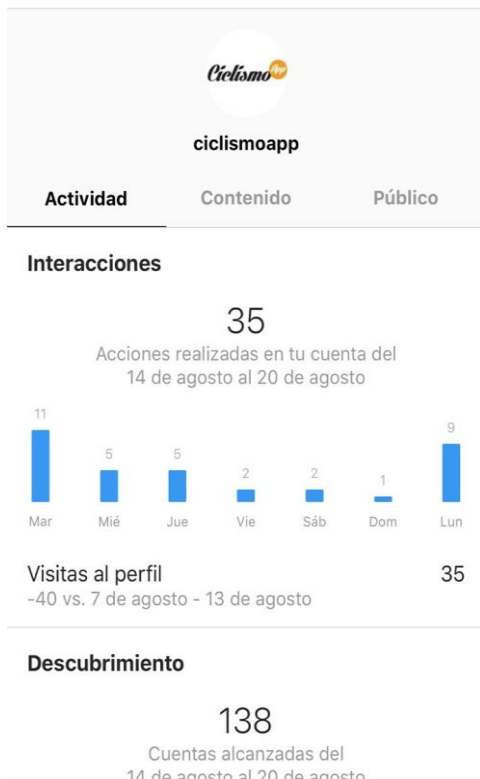 Ciclismo App
ciclismoapp
Actividad Contenido Público
Interacciones
35
Acciones realizadas en tu cuenta del
14 de agosto al 20 de agosto
11 5 5 2 2 1 9
Mar Mié Jue Vie Sáb Dom Lun
Visitas al perfil 35
-40 vs. 7 de agosto - 13 de agosto
Descubrimiento
138
Cuentas alcanzadas del
14 de agosto al 20 de agosto